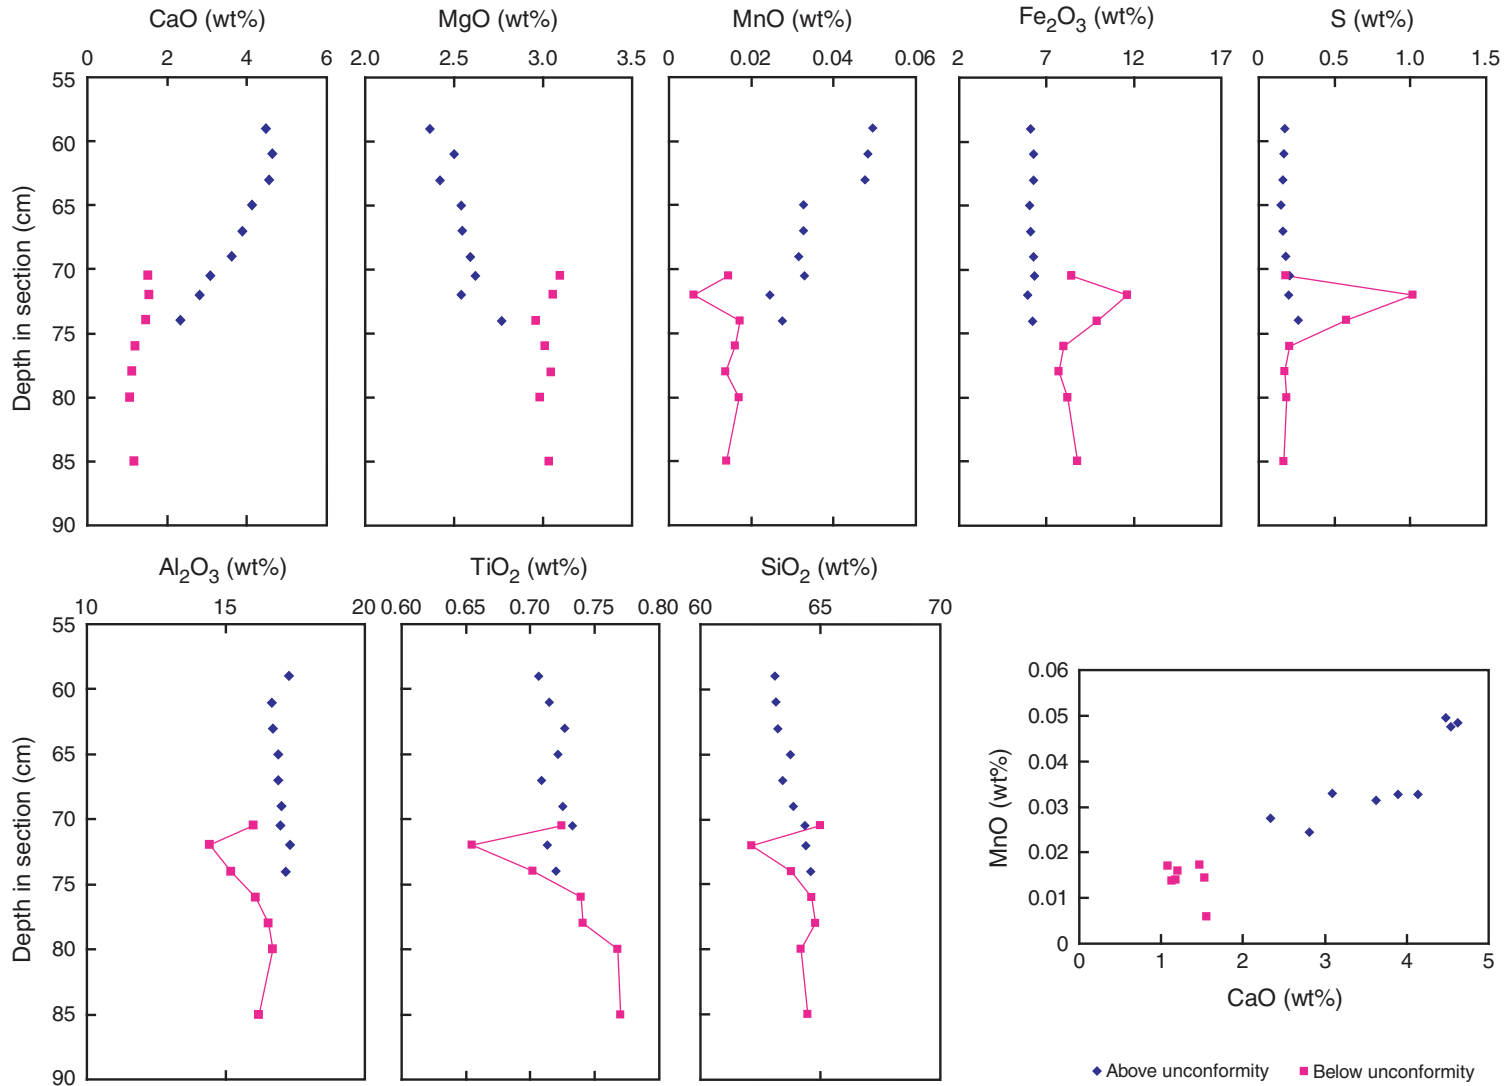 CaO (wt%)
MgO (wt%)
MnO (wt%)
Fe2O3 (wt%)
S (wt%)
0 2 4 6
2.0 2.5 3.0 3.5
0 0.02 0.04 0.06
2 7 12 17
0 0.5 1.0 1.5
Depth in section (cm)
55
60
65
70
75
80
85
90
Al2O3 (wt%)
TiO2 (wt%)
SiO2 (wt%)
10 15 20
0.60 0.65 0.70 0.75 0.80
60 65 70
Depth in section (cm)
55
60
65
70
75
80
85
90
MnO (wt%)
0.06
0.05
0.04
0.03
0.02
0.01
0
0 1 2 3 4 5
CaO (wt%)
Above unconformity
Below unconformity